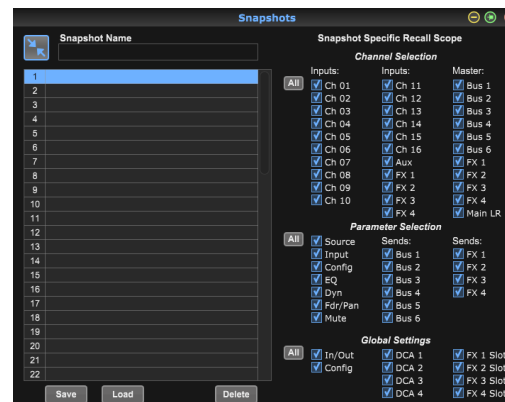 Snapshots
Snapshot Name
1
2
3
4
5
6
7
8
9
10
11
12
13
14
15
16
17
18
19
20
21
22
Save Load Delete
Snapshot Specific Recall Scope
Channel Selection
Inputs: Inputs: Master:
All Ch 01 Ch 11 Bus 1
Ch 02 Ch 12 Bus 2
Ch 03 Ch 13 Bus 3
Ch 04 Ch 14 Bus 4
Ch 05 Ch 15 Bus 5
Ch 06 Ch 16 Bus 6
Ch 07 Aux FX 1
Ch 08 FX 1 FX 2
Ch 09 FX 2 FX 3
Ch 10 FX 3 FX 4
FX 4 Main LR
Parameter Selection
All Source Sends: Sends:
Input Bus 1 FX 1
Config Bus 2 FX 2
EQ Bus 3 FX 3
Dyn Bus 4 FX 4
Fdr/Pan Bus 5
Mute Bus 6
Global Settings
All In/Out DCA 1 FX 1 Slot
Config DCA 2 FX 2 Slot
DCA 3 FX 3 Slot
DCA 4 FX 4 Slot